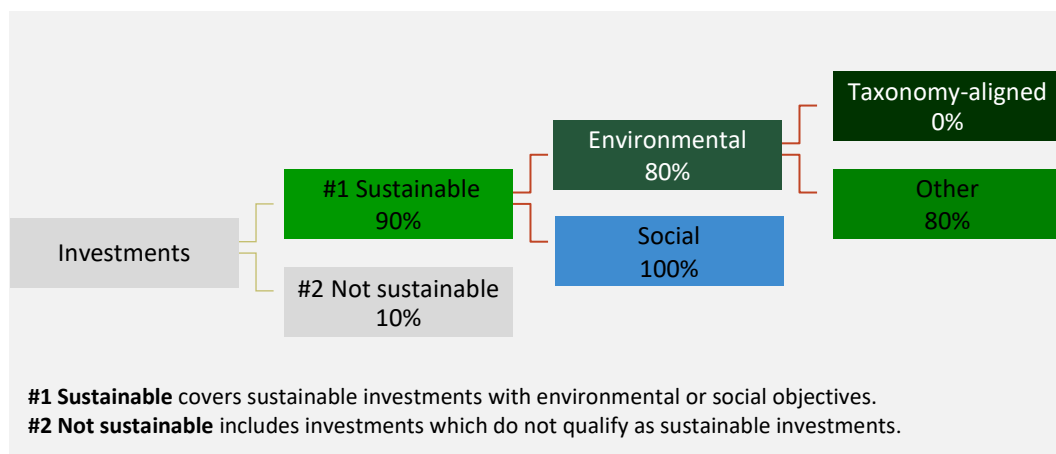 Investments
#1 Sustainable
90%
#2 Not sustainable
10%
Environmental
80%
Social
100%
Taxonomy-aligned
0%
Other
80%
#1 Sustainable covers sustainable investments with environmental or social objectives.
#2 Not sustainable includes investments which do not qualify as sustainable investments.